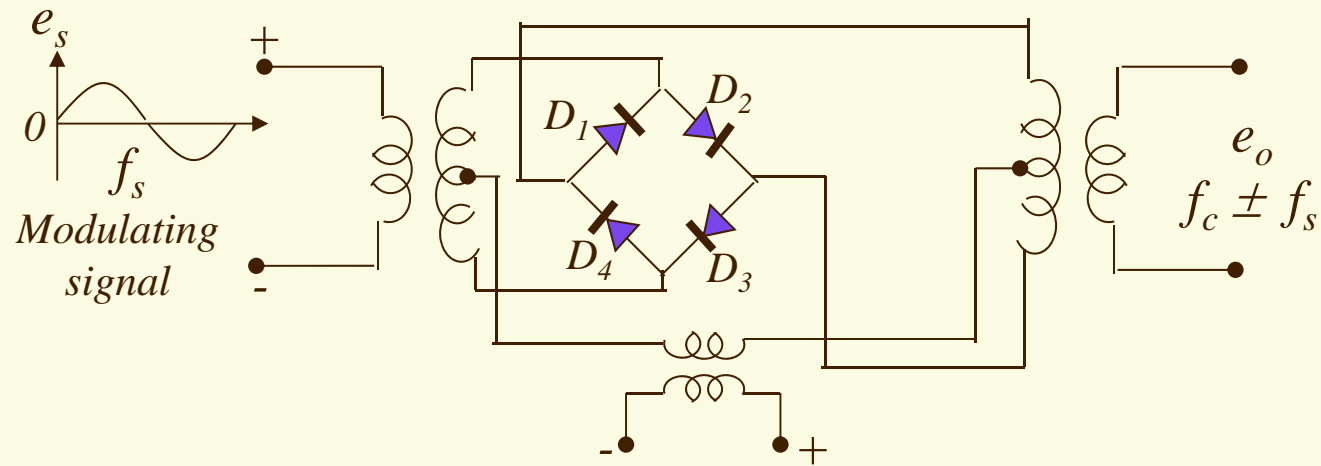 e_s
0
f_s
Modulating
signal
+
-
D_1
D_2
D_4
D_3
- +
e_o
f_c ± f_s